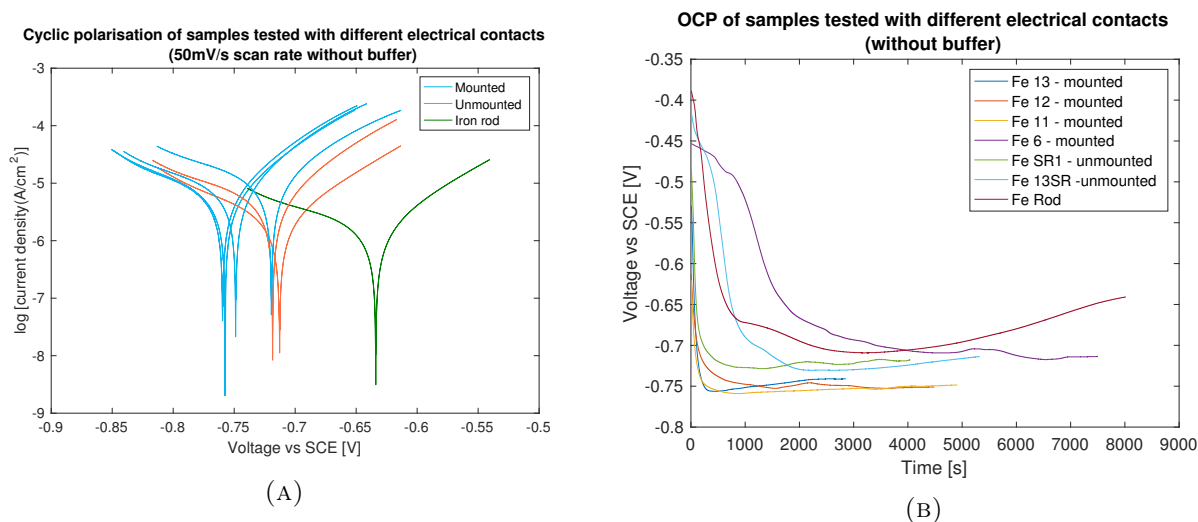 Cyclic polarisation of samples tested with different electrical contacts
(50mV/s scan rate without buffer)
-3
-4
-5
-6
-7
-8
-9
log [current density(A/cm²)]
Mounted
Unmounted
Iron rod
-0.9
-0.85
-0.8
-0.75
-0.7
-0.65
-0.6
-0.55
-0.5
Voltage vs SCE [V]
(A)
OCP of samples tested with different electrical contacts
(without buffer)
-0.35
-0.4
-0.45
-0.5
-0.55
-0.6
-0.65
-0.7
-0.75
-0.8
Voltage vs SCE [V]
Fe 13 - mounted
Fe 12 - mounted
Fe 11 - mounted
Fe 6 - mounted
Fe SR1 - unmounted
Fe 13SR -unmounted
Fe Rod
0
1000
2000
3000
4000
5000
6000
7000
8000
9000
Time [s]
(B)